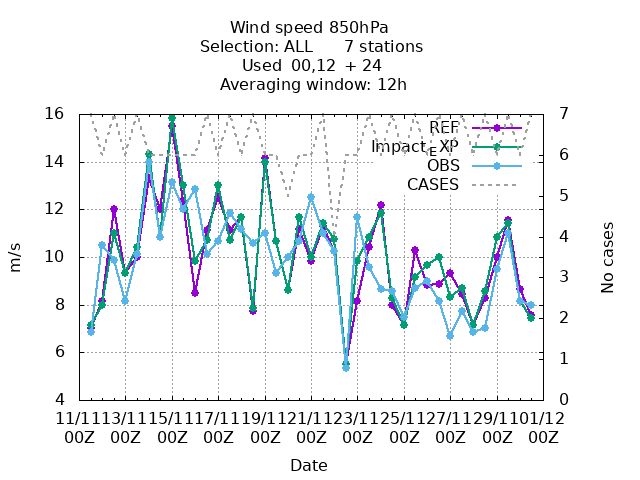 Wind speed 850hPa
Selection: ALL 7 stations
Used 00,12 + 24
Averaging window: 12h
16 7
REF
Impact_EXP
OBS
CASES
14 6
12 5
10 4
8 3
6 2
4 1
0
m/s
No cases
11/11 13/11 15/11 17/11 19/11 21/11 23/11 25/11 27/11 29/11 01/12
00Z 00Z 00Z 00Z 00Z 00Z 00Z 00Z 00Z 00Z 00Z
Date